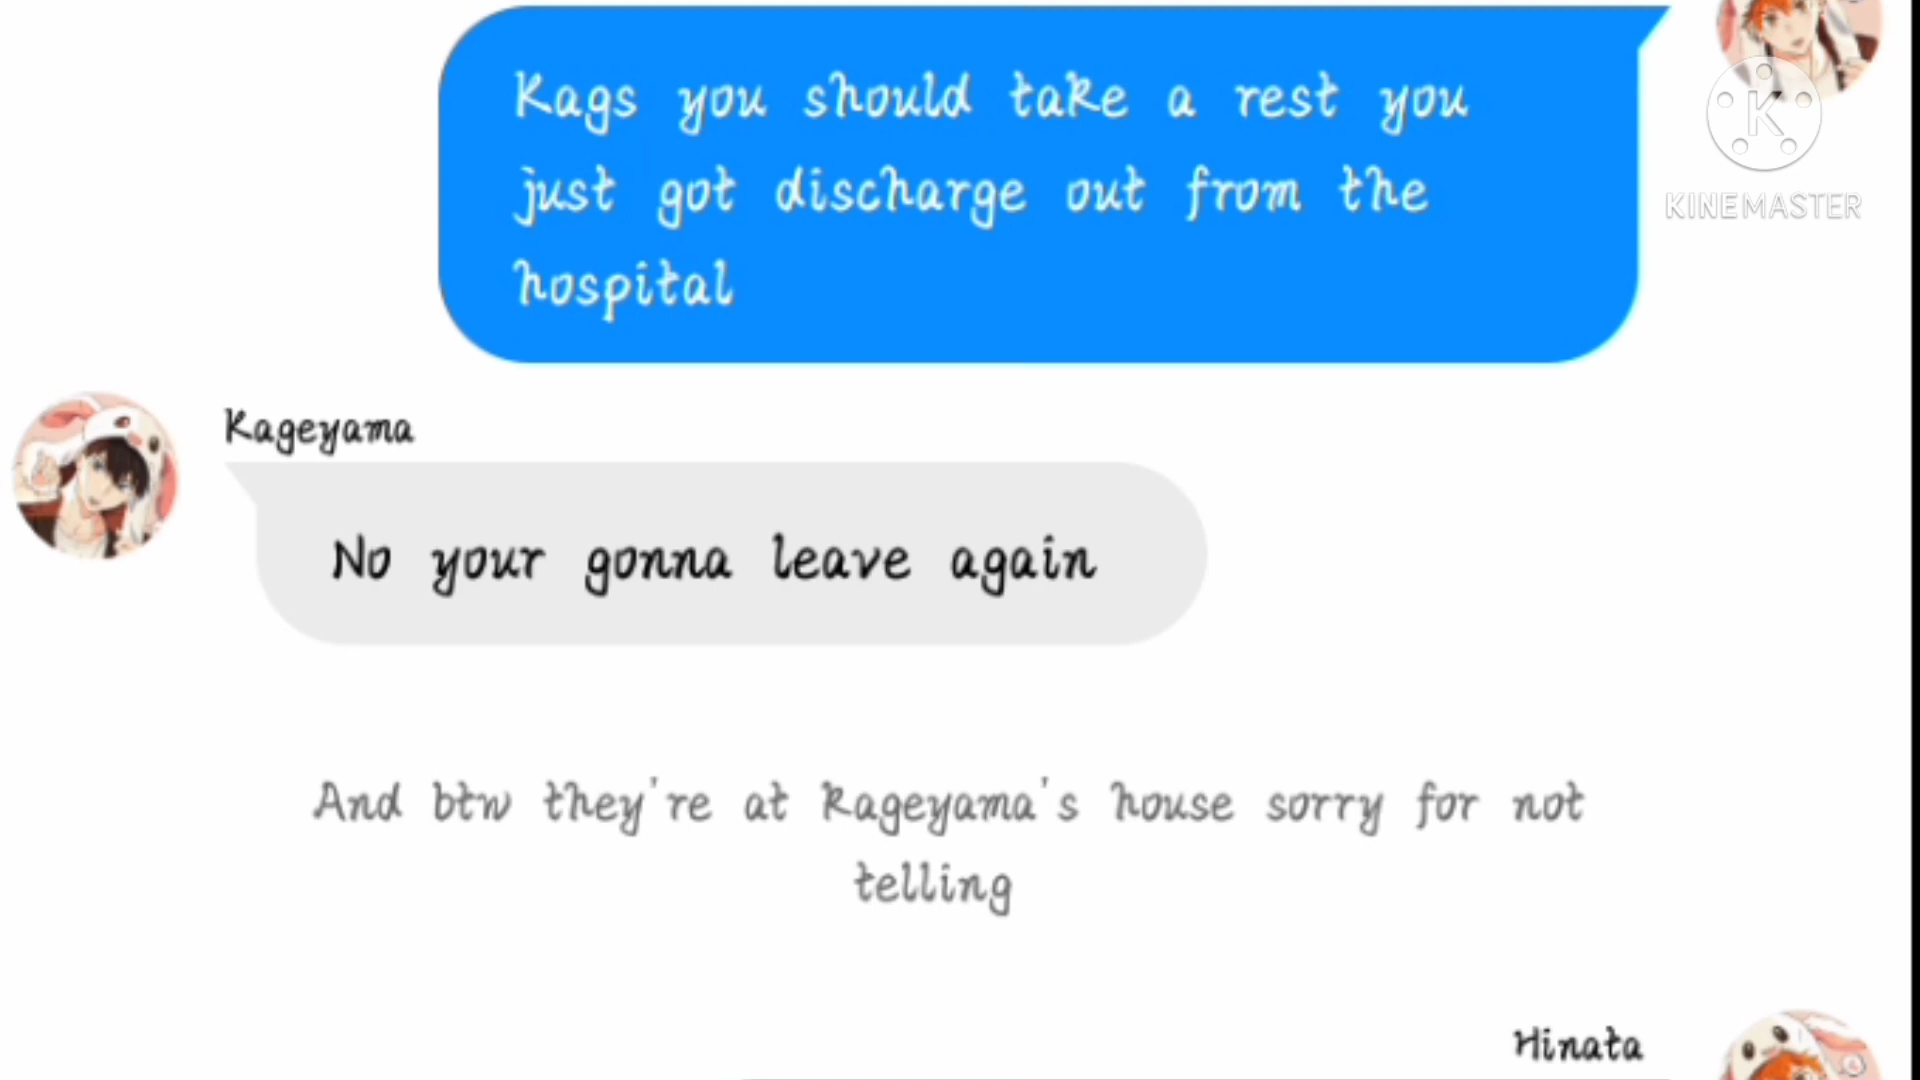 Kags you should take a rest you
just got discharge out from the
hospital
KINEMASTER
Kageyama
No your gonna leave again
And btw they're at Kageyama's house sorry for not
telling
Hinata